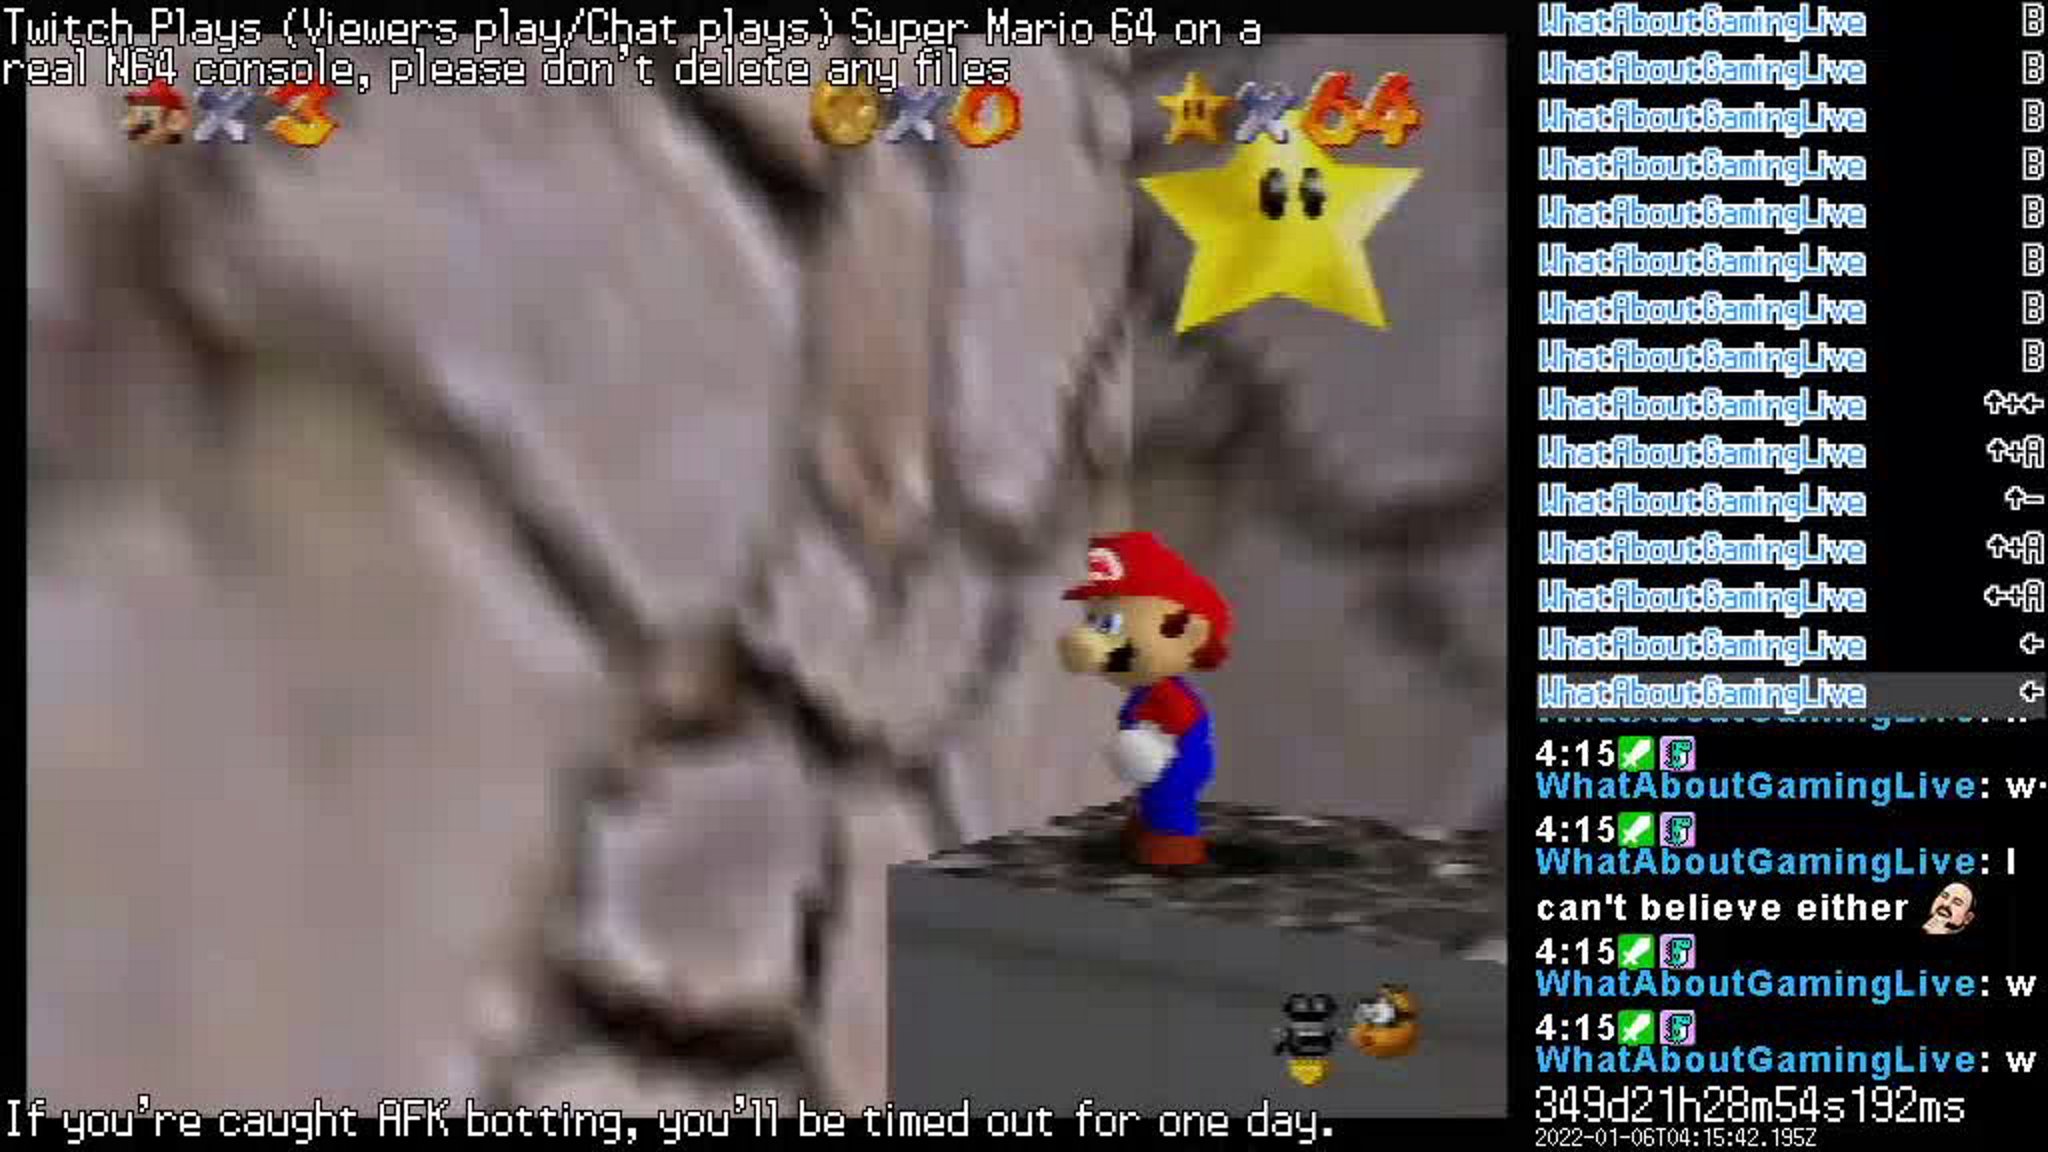 Twitch Plays (Viewers play/Chat plays) Super Mario 64 on a
real N64 console, please don't delete any files
x 3
x 0
x 64
WhatAboutGamingLive B
WhatAboutGamingLive B
WhatAboutGamingLive B
WhatAboutGamingLive B
WhatAboutGamingLive B
WhatAboutGamingLive B
WhatAboutGamingLive B
WhatAboutGamingLive B
WhatAboutGamingLive ↑+←
WhatAboutGamingLive ↑+A
WhatAboutGamingLive ↑-
WhatAboutGamingLive ↑+A
WhatAboutGamingLive ←+A
WhatAboutGamingLive ←
WhatAboutGamingLive ←
4:15
WhatAboutGamingLive: w-
4:15
WhatAboutGamingLive: I
can't believe either
4:15
WhatAboutGamingLive: w
4:15
WhatAboutGamingLive: w
349d21h28m54s192ms
2022-01-06T04:15:42.195Z
If you're caught AFK botting, you'll be timed out for one day.